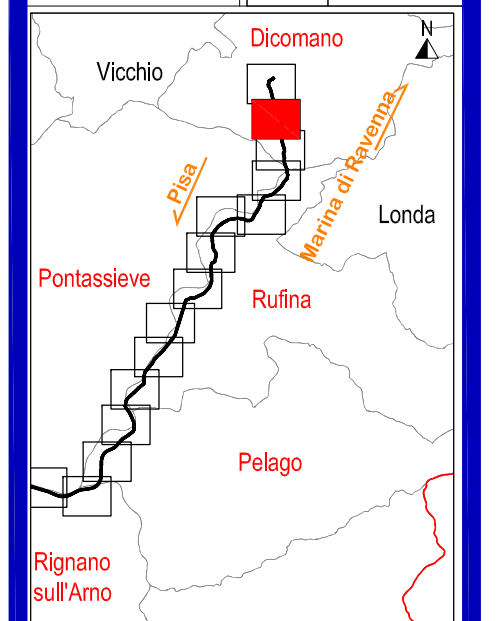 Dicomano
N
Vicchio
Marina di Ravenna
Pisa
Londa
Pontassieve
Rufina
Pelago
Rignano
sull'Arno